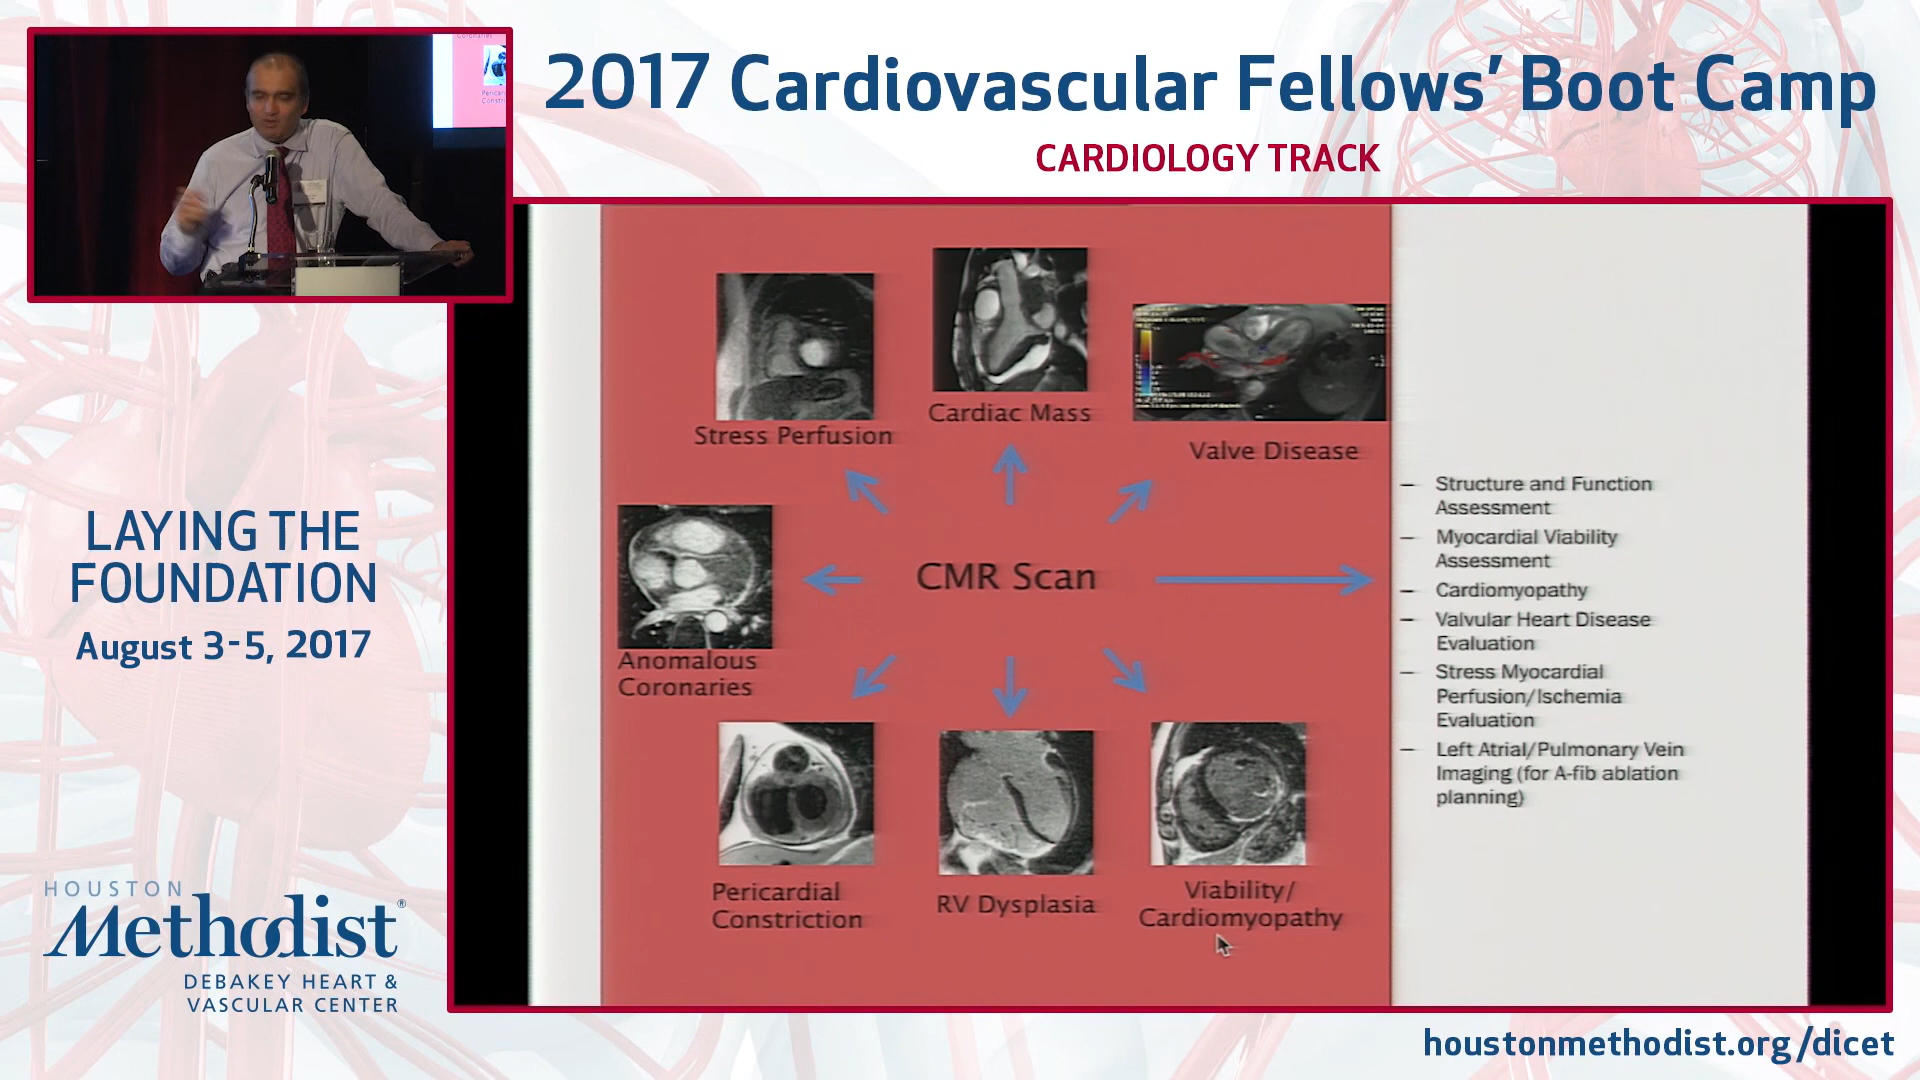 2017 Cardiovascular Fellows' Boot Camp
CARDIOLOGY TRACK
LAYING THE
FOUNDATION
August 3-5, 2017
HOUSTON
Methodist®
DEBAKEY HEART &
VASCULAR CENTER
Stress Perfusion
Cardiac Mass
Valve Disease
Anomalous
Coronaries
CMR Scan
Pericardial
Constriction
RV Dysplasia
Viability/
Cardiomyopathy
– Structure and Function
Assessment
– Myocardial Viability
Assessment
– Cardiomyopathy
– Valvular Heart Disease
Evaluation
– Stress Myocardial
Perfusion/Ischemia
Evaluation
– Left Atrial/Pulmonary Vein
Imaging (for A-fib ablation
planning)
houstonmethodist.org/dicet